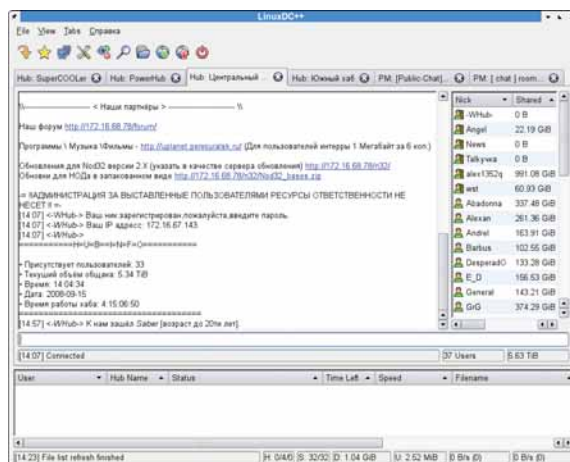 LinuxDC++
File View Tabs Справка
Hub: SuperCOOLer Hub: PowerHub Hub: Центральный ... Hub: Южный хаб PM: [Public-Chat]... PM: [ chat ] room...
\\---------------- < Наши партнёры > ---------------- \\
Наш форум http://172.16.68.78/forum/
Программы \ Музыка \Фильмы - (Для пользователей интерры 1 Мегабайт за 6 коп.)
Обновления для Nod32 версии 2.X (указать в качестве сервера обновления) http://172.16.68.78/n32/
Обновки для НОДа в запакованном виде http://172.16.68.78/n32/Nod32_bases.zip
-= !!АДМИНИСТРАЦИЯ ЗА ВЫСТАВЛЕННЫЕ ПОЛЬЗОВАТЕЛЯМИ РЕСУРСЫ ОТВЕТСТВЕННОСТИ НЕ
НЕСЕТ!! =-
[14:07] <-WHub-> Ваш ник зарегистрирован,пожалуйста,введите пароль.
[14:07] <-WHub-> Ваш IP адресс: 172.16.67.143
[14:07] <-WHub->
===========H=U=B==I=N=F=O===========
• Присутствует пользователей: 33
• Текущий объём общака: 5.34 TiB
• Время: 14:04:34
• Дата: 2008-09-15
• Время работы хаба: 4:15:06:50
[14:57] <-WHub-> К нам зашёл Saber [возраст до 20ти лет].
Nick Shared
-WHub- 0 B
Angel 22.19 GiB
News 0 B
Talkучка 0 B
alex1352q 991.08 GiB
wst 60.93 GiB
Abadonna 337.48 GiB
Alexan 261.36 GiB
Andrel 163.91 GiB
Barkus 102.55 GiB
DesperadO 133.28 GiB
E_D 156.53 GiB
General 143.21 GiB
GrG 374.29 GiB
[14:07] Connected 37 Users 5.63 TiB
User Hub Name Status Time Left Speed Filename
[14:23] File list refresh finished H: 0/4/0 S: 32/32 D: 1.04 GiB U: 2.52 MiB 0 B/s (0) 0 B/s (0)